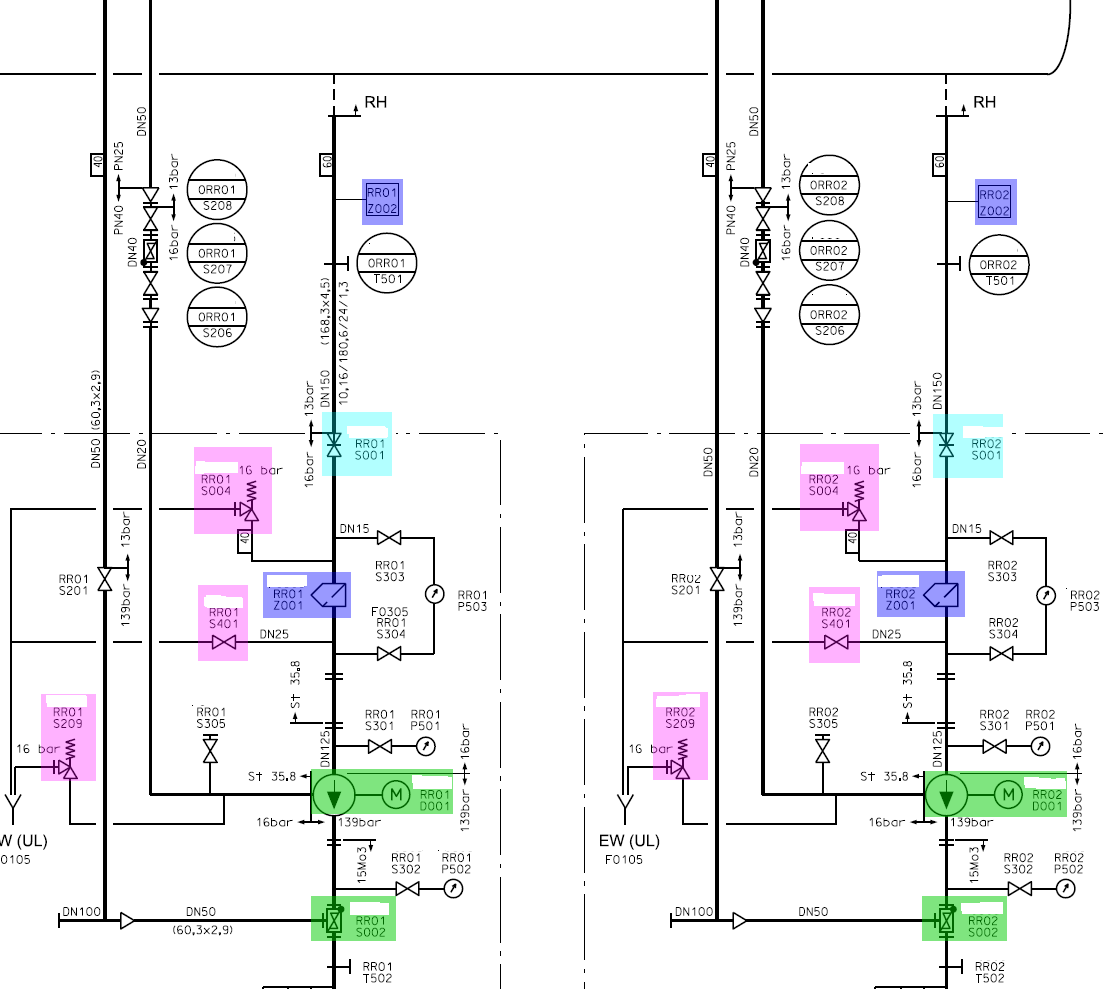 RH
RH
DN50
DN50
40
PN25
13bar
ORR01
S208
60
RR01
Z002
40
PN25
13bar
ORR02
S208
60
RR02
Z002
PN40
16bar
DN40
ORR01
S207
ORR01
T501
PN40
16bar
DN40
ORR02
S207
ORR02
T501
ORR01
S206
(168,3x4,5)
10,16/180,6/24/1,3
ORR02
S206
DN50 (60,3x2,9)
DN20
DN150
13bar
16bar
RR01
S001
DN50
DN20
DN150
13bar
16bar
RR02
S001
RR01
S004
16 bar
40
RR02
S004
16 bar
40
DN15
RR01
S303
DN15
RR02
S303
RR01
S201
13bar
139bar
RR01
Z001
RR01
P503
RR02
S201
13bar
139bar
RR02
Z001
RR02
P503
RR01
S401
DN25
F0305
RR01
S304
RR02
S401
DN25
RR02
S304
St 35.8
St 35.8
RR01
S209
RR01
S305
RR01
S301
RR01
P501
RR02
S209
RR02
S305
RR02
S301
RR02
P501
16 bar
DN125
16bar
16 bar
DN125
16bar
St 35.8
M
RR01
D001
139bar
St 35.8
M
RR02
D001
139bar
16bar
139bar
16bar
139bar
W (UL)
0105
EW (UL)
F0105
15Mo3
RR01
S302
RR01
P502
15Mo3
RR02
S302
RR02
P502
DN100
DN50
(60,3x2,9)
RR01
S002
DN100
DN50
RR02
S002
RR01
T502
RR02
T502